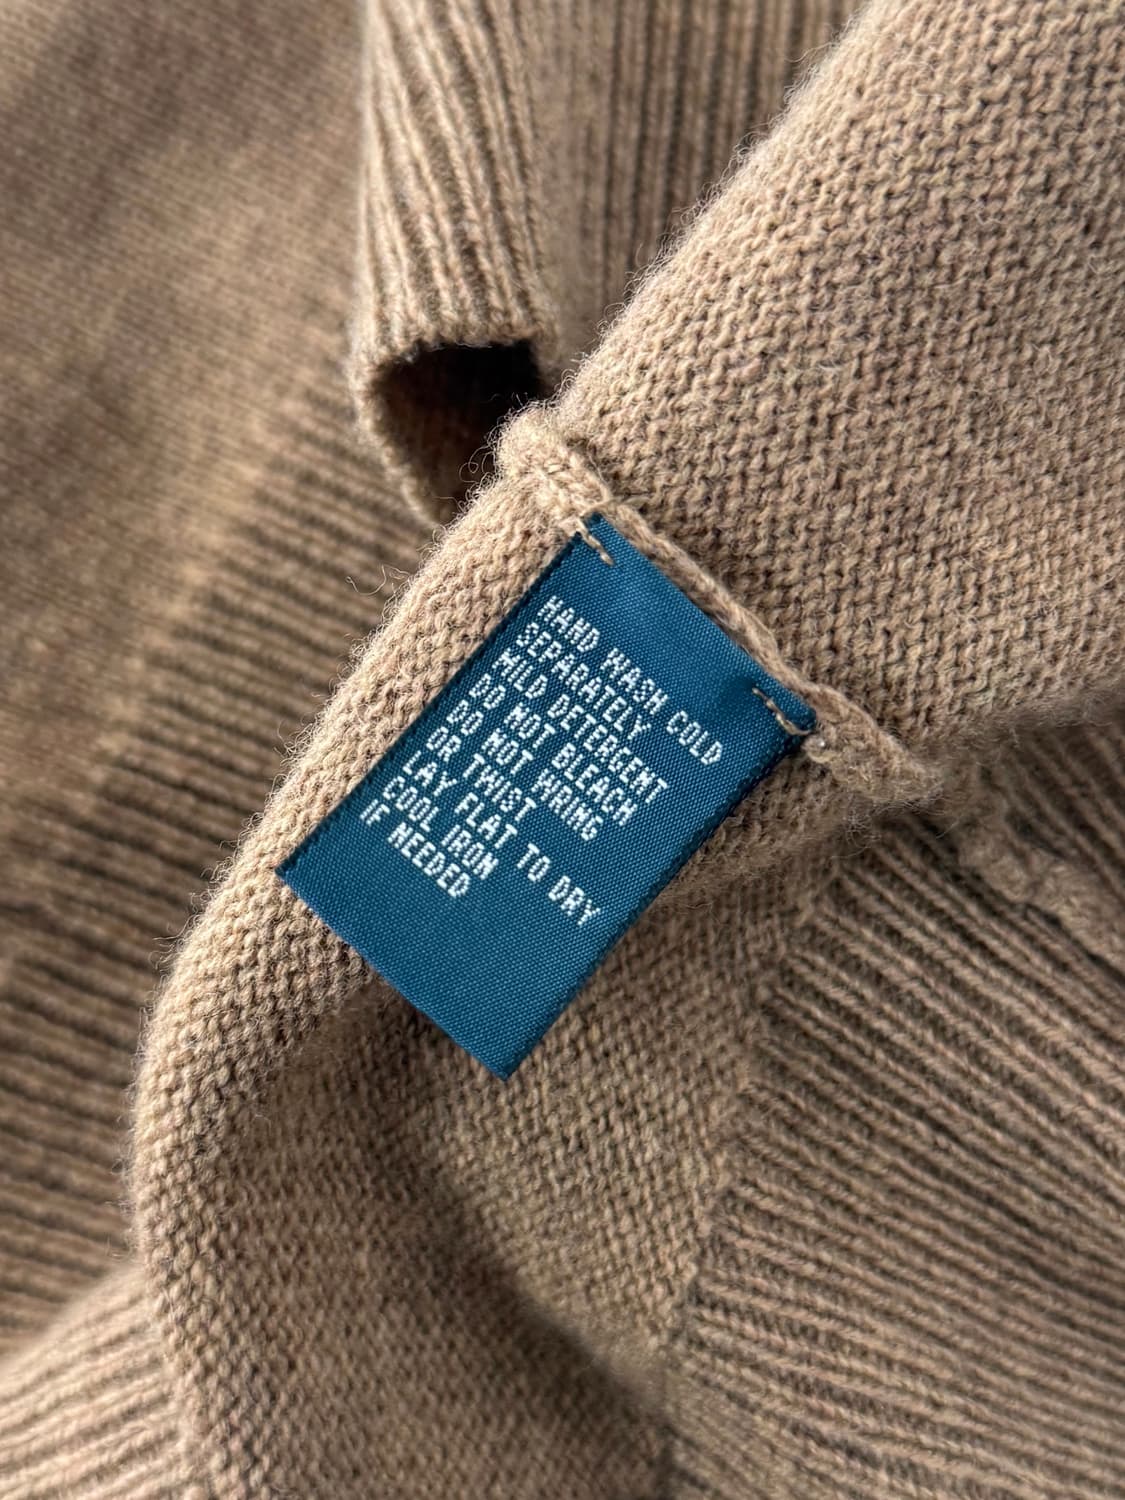 HAND WASH COLD
SEPARATELY
MILD DETERGENT
DO NOT BLEACH
DO NOT WRING
OR TWIST
LAY FLAT TO DRY
COOL IRON
IF NEEDED